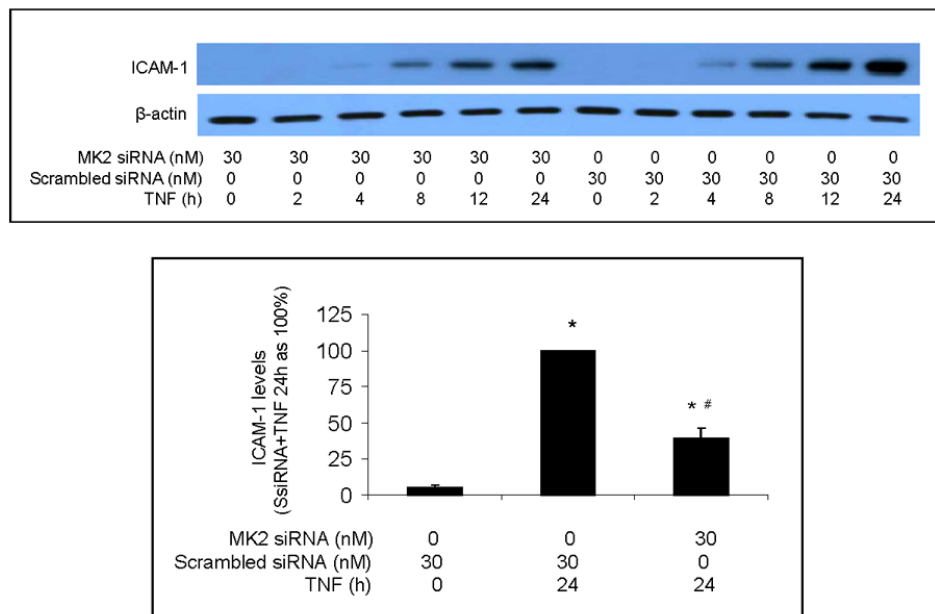 ICAM-1
β-actin
MK2 siRNA (nM) 30 30 30 30 30 30 0 0 0 0 0 0
Scrambled siRNA (nM) 0 0 0 0 0 0 30 30 30 30 30 30
TNF (h) 0 2 4 8 12 24 0 2 4 8 12 24
ICAM-1 levels
(SsiRNA+TNF 24h as 100%)
125
100
75
50
25
0
*
* #
MK2 siRNA (nM) 0 0 30
Scrambled siRNA (nM) 30 30 0
TNF (h) 0 24 24